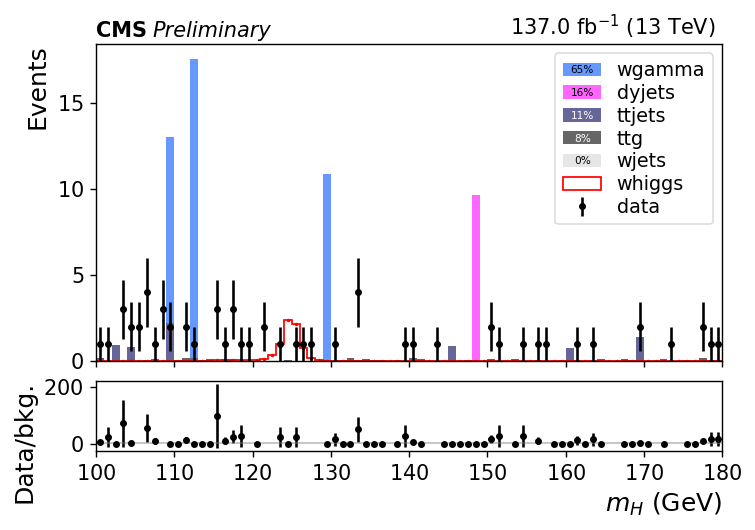 CMS Preliminary
137.0 fb⁻¹ (13 TeV)
Events
15
10
5
0
65% wgamma
16% dyjets
11% ttjets
8% ttg
0% wjets
whiggs
data
Data/bkg.
200
0
100 110 120 130 140 150 160 170 180
m_H (GeV)